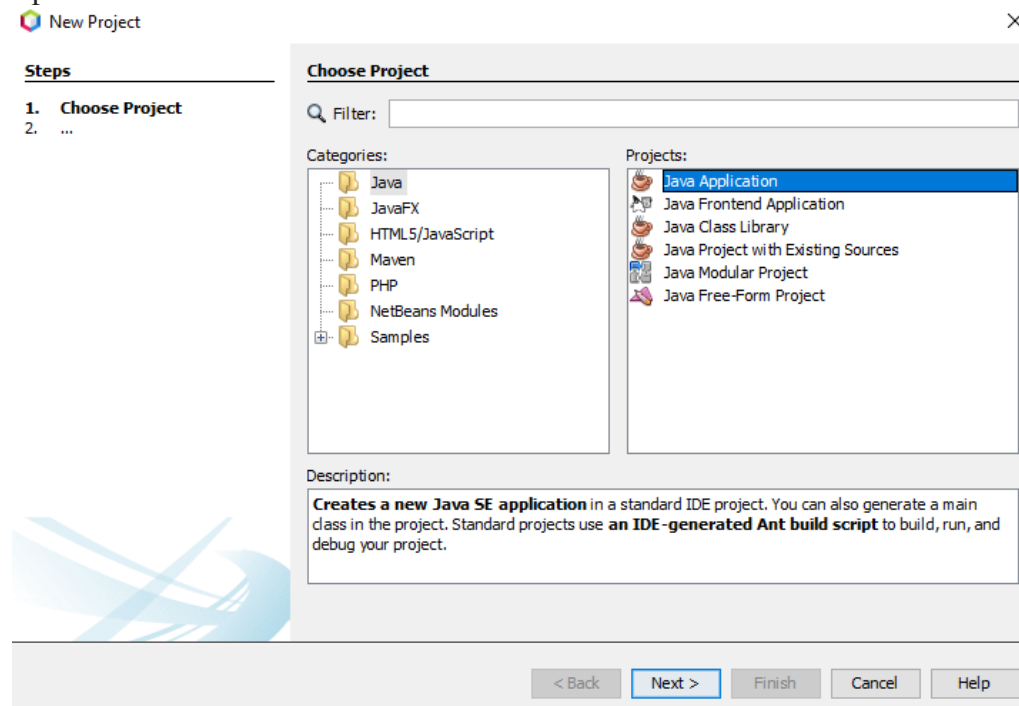 New Project
Steps
1. Choose Project
2. ...
Choose Project
Filter:
Categories:
Java
JavaFX
HTML5/JavaScript
Maven
PHP
NetBeans Modules
Samples
Projects:
Java Application
Java Frontend Application
Java Class Library
Java Project with Existing Sources
Java Modular Project
Java Free-Form Project
Description:
Creates a new Java SE application in a standard IDE project. You can also generate a main
class in the project. Standard projects use an IDE-generated Ant build script to build, run, and
debug your project.
< Back Next > Finish Cancel Help